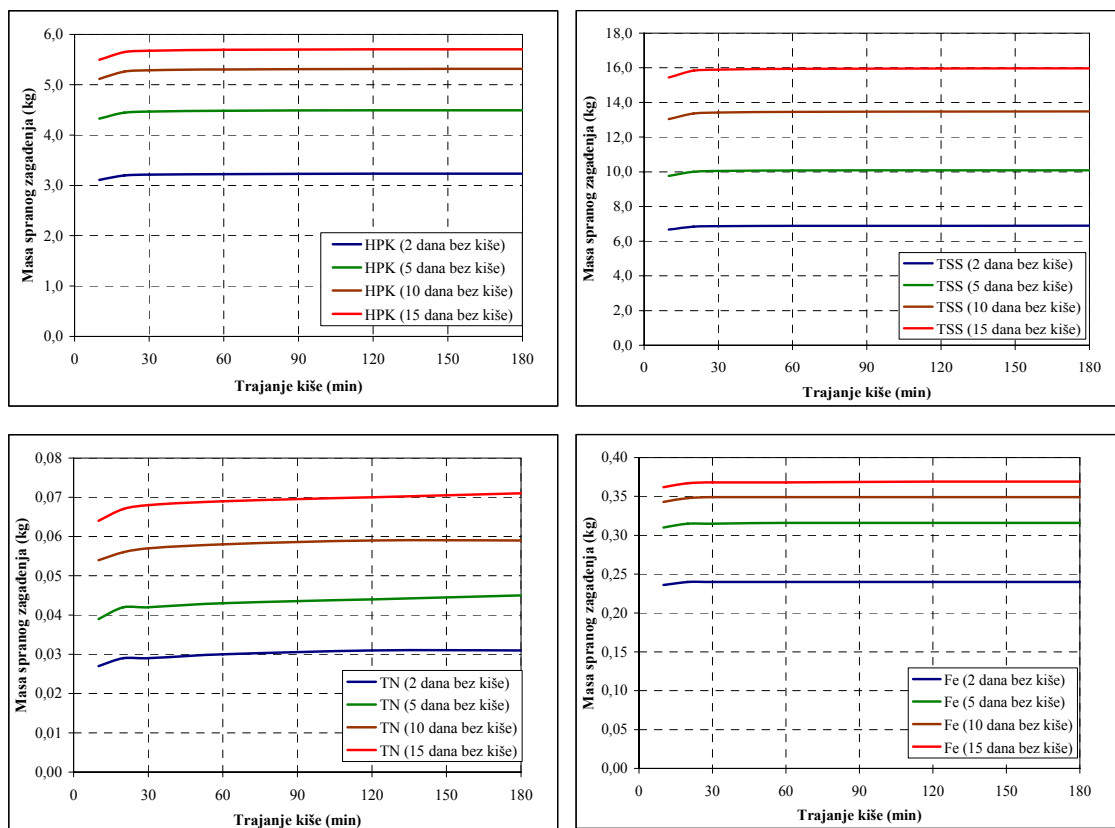 Masa spranog zagađenja (kg)
6,0
5,0
4,0
3,0
2,0
1,0
0,0
HPK (2 dana bez kiše)
HPK (5 dana bez kiše)
HPK (10 dana bez kiše)
HPK (15 dana bez kiše)
0 30 60 90 120 150 180
Trajanje kiše (min)
Masa spranog zagađenja (kg)
18,0
16,0
14,0
12,0
10,0
8,0
6,0
4,0
2,0
0,0
TSS (2 dana bez kiše)
TSS (5 dana bez kiše)
TSS (10 dana bez kiše)
TSS (15 dana bez kiše)
0 30 60 90 120 150 180
Trajanje kiše (min)
Masa spranog zagađenja (kg)
0,08
0,07
0,06
0,05
0,04
0,03
0,02
0,01
0,00
TN (2 dana bez kiše)
TN (5 dana bez kiše)
TN (10 dana bez kiše)
TN (15 dana bez kiše)
0 30 60 90 120 150 180
Trajanje kiše (min)
Masa spranog zagađenja (kg)
0,40
0,35
0,30
0,25
0,20
0,15
0,10
0,05
0,00
Fe (2 dana bez kiše)
Fe (5 dana bez kiše)
Fe (10 dana bez kiše)
Fe (15 dana bez kiše)
0 30 60 90 120 150 180
Trajanje kiše (min)